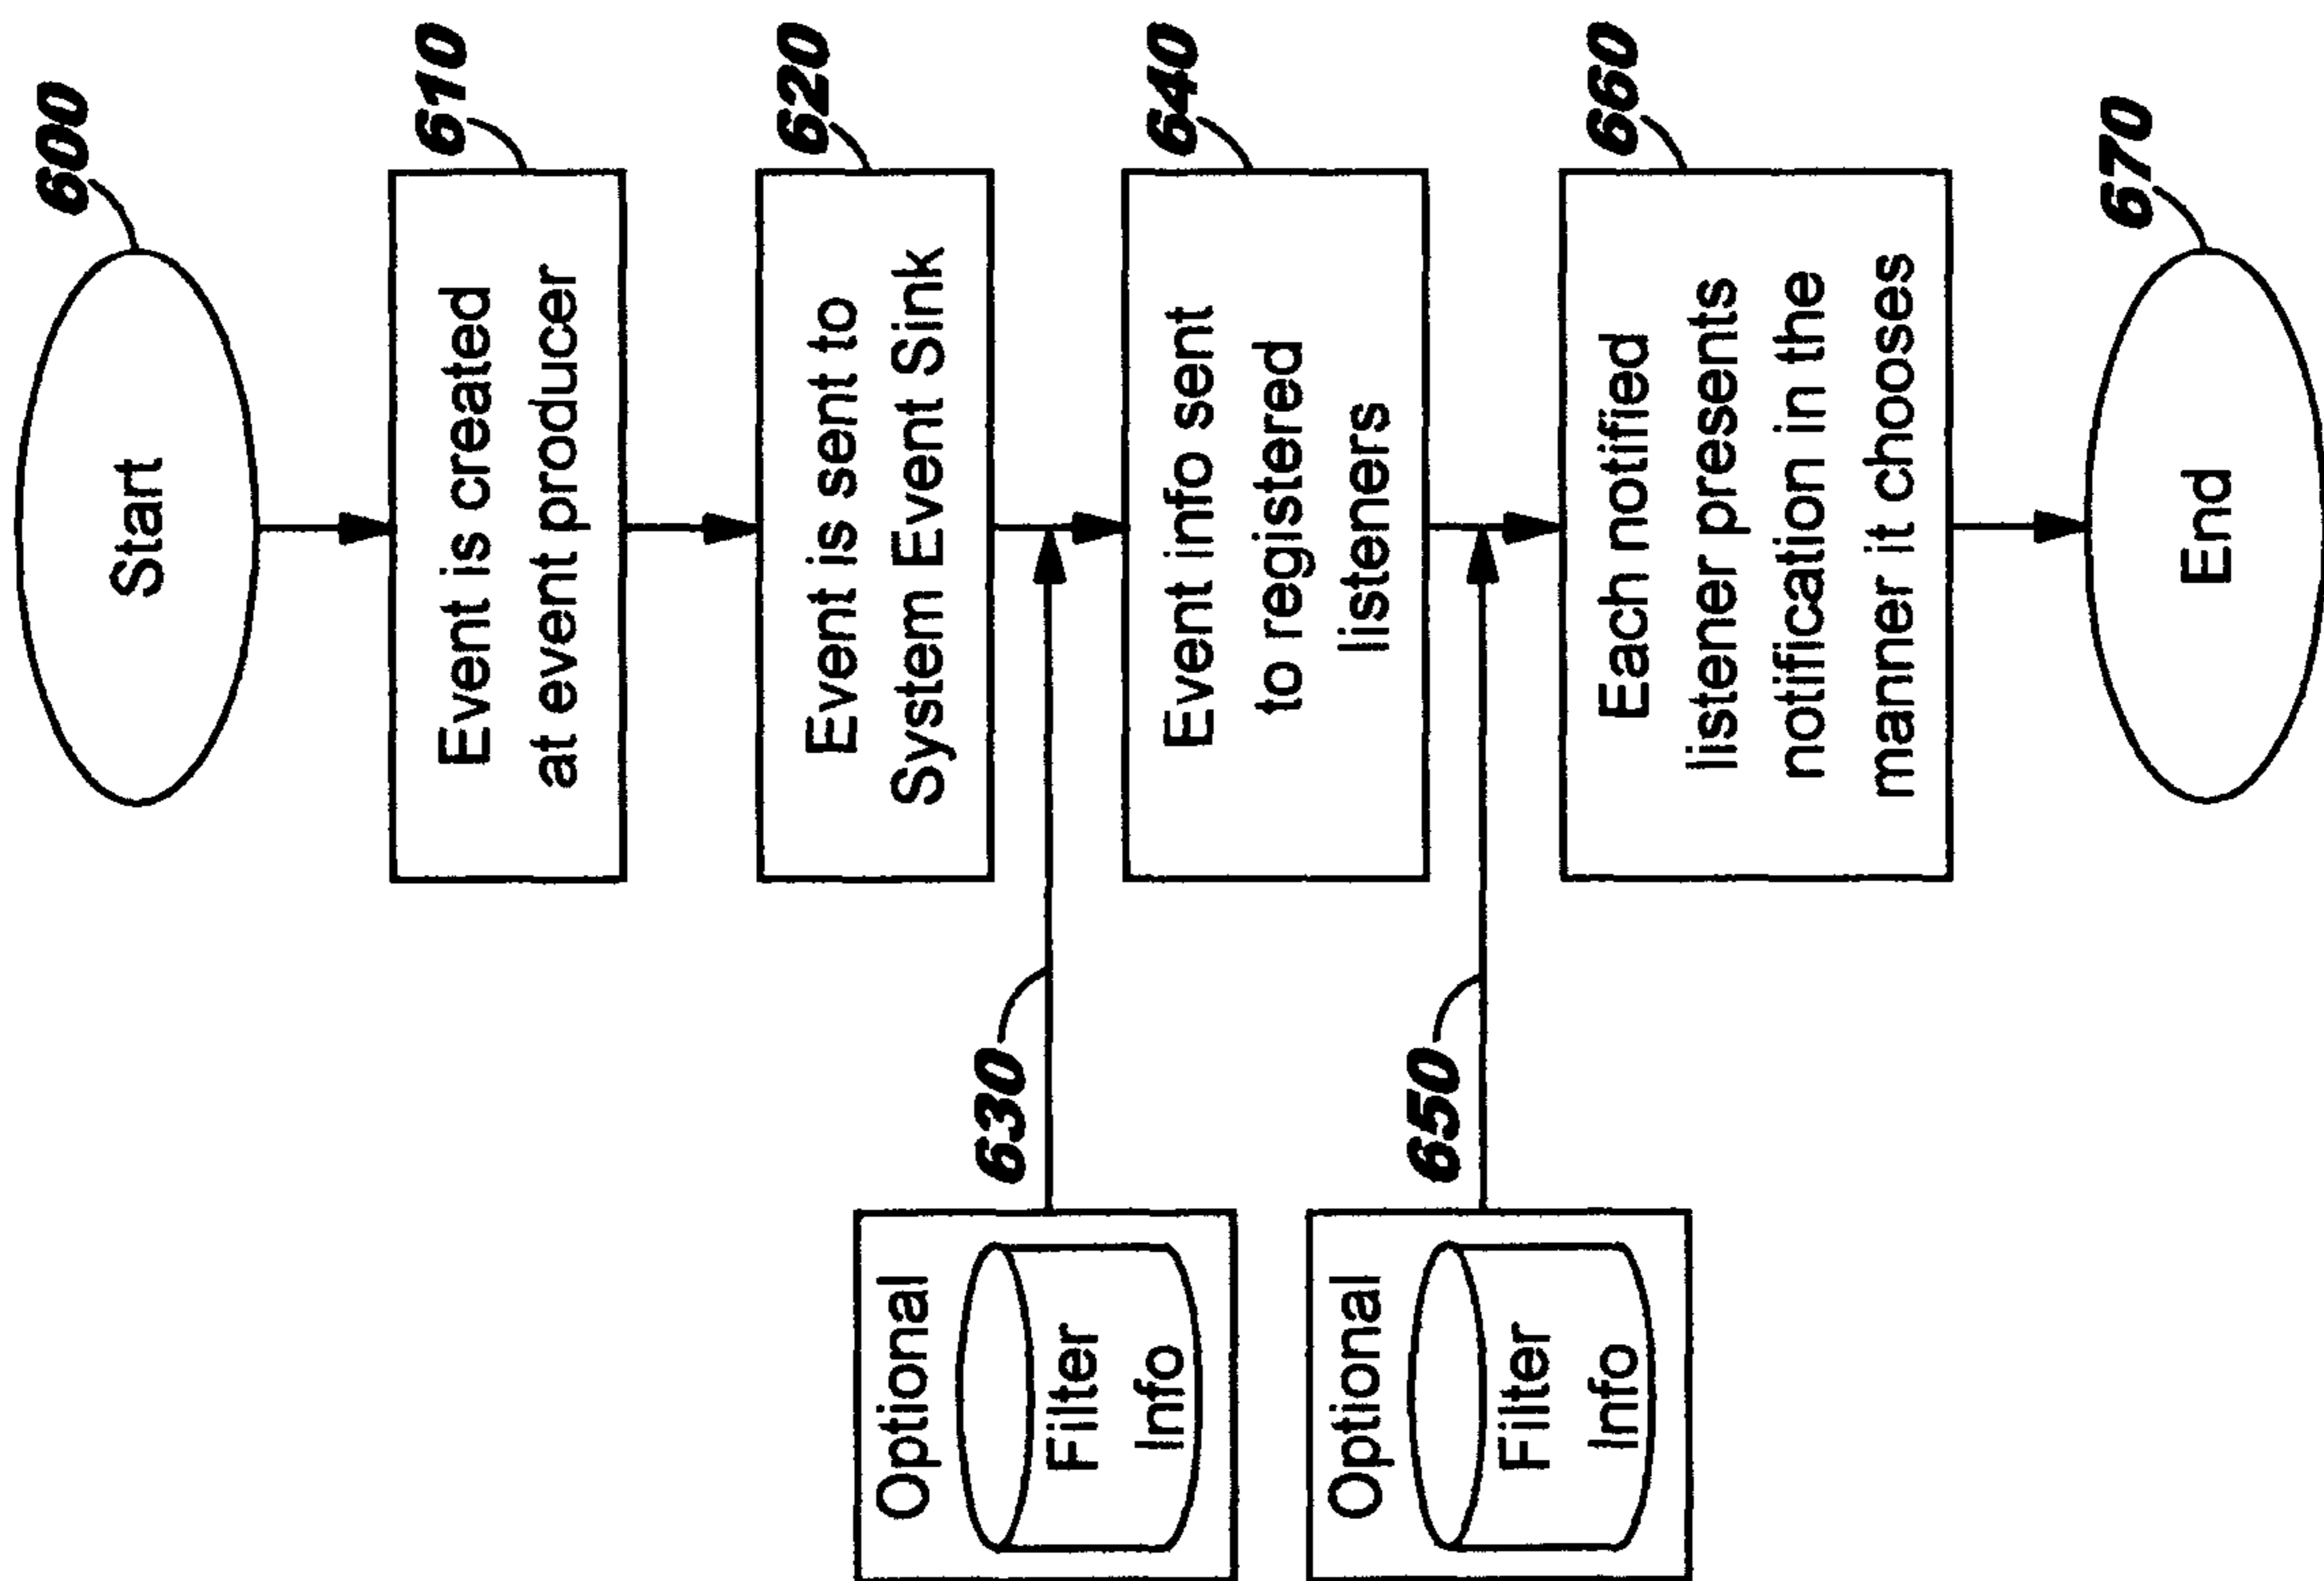 600
Start
610
Event is created
at event producer
620
Event is sent to
System Event Sink
630
Optional
Filter
Info
640
Event info sent
to registered
listeners
650
Optional
Filter
Info
660
Each notified
listener presents
notification in the
manner it chooses
670
End